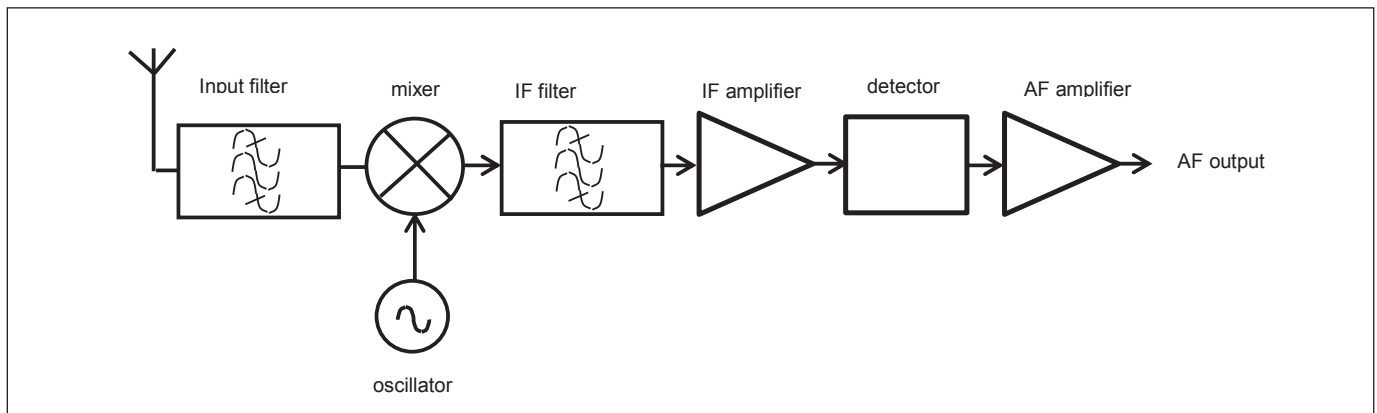 Input filter
mixer
IF filter
IF amplifier
detector
AF amplifier
AF output
oscillator